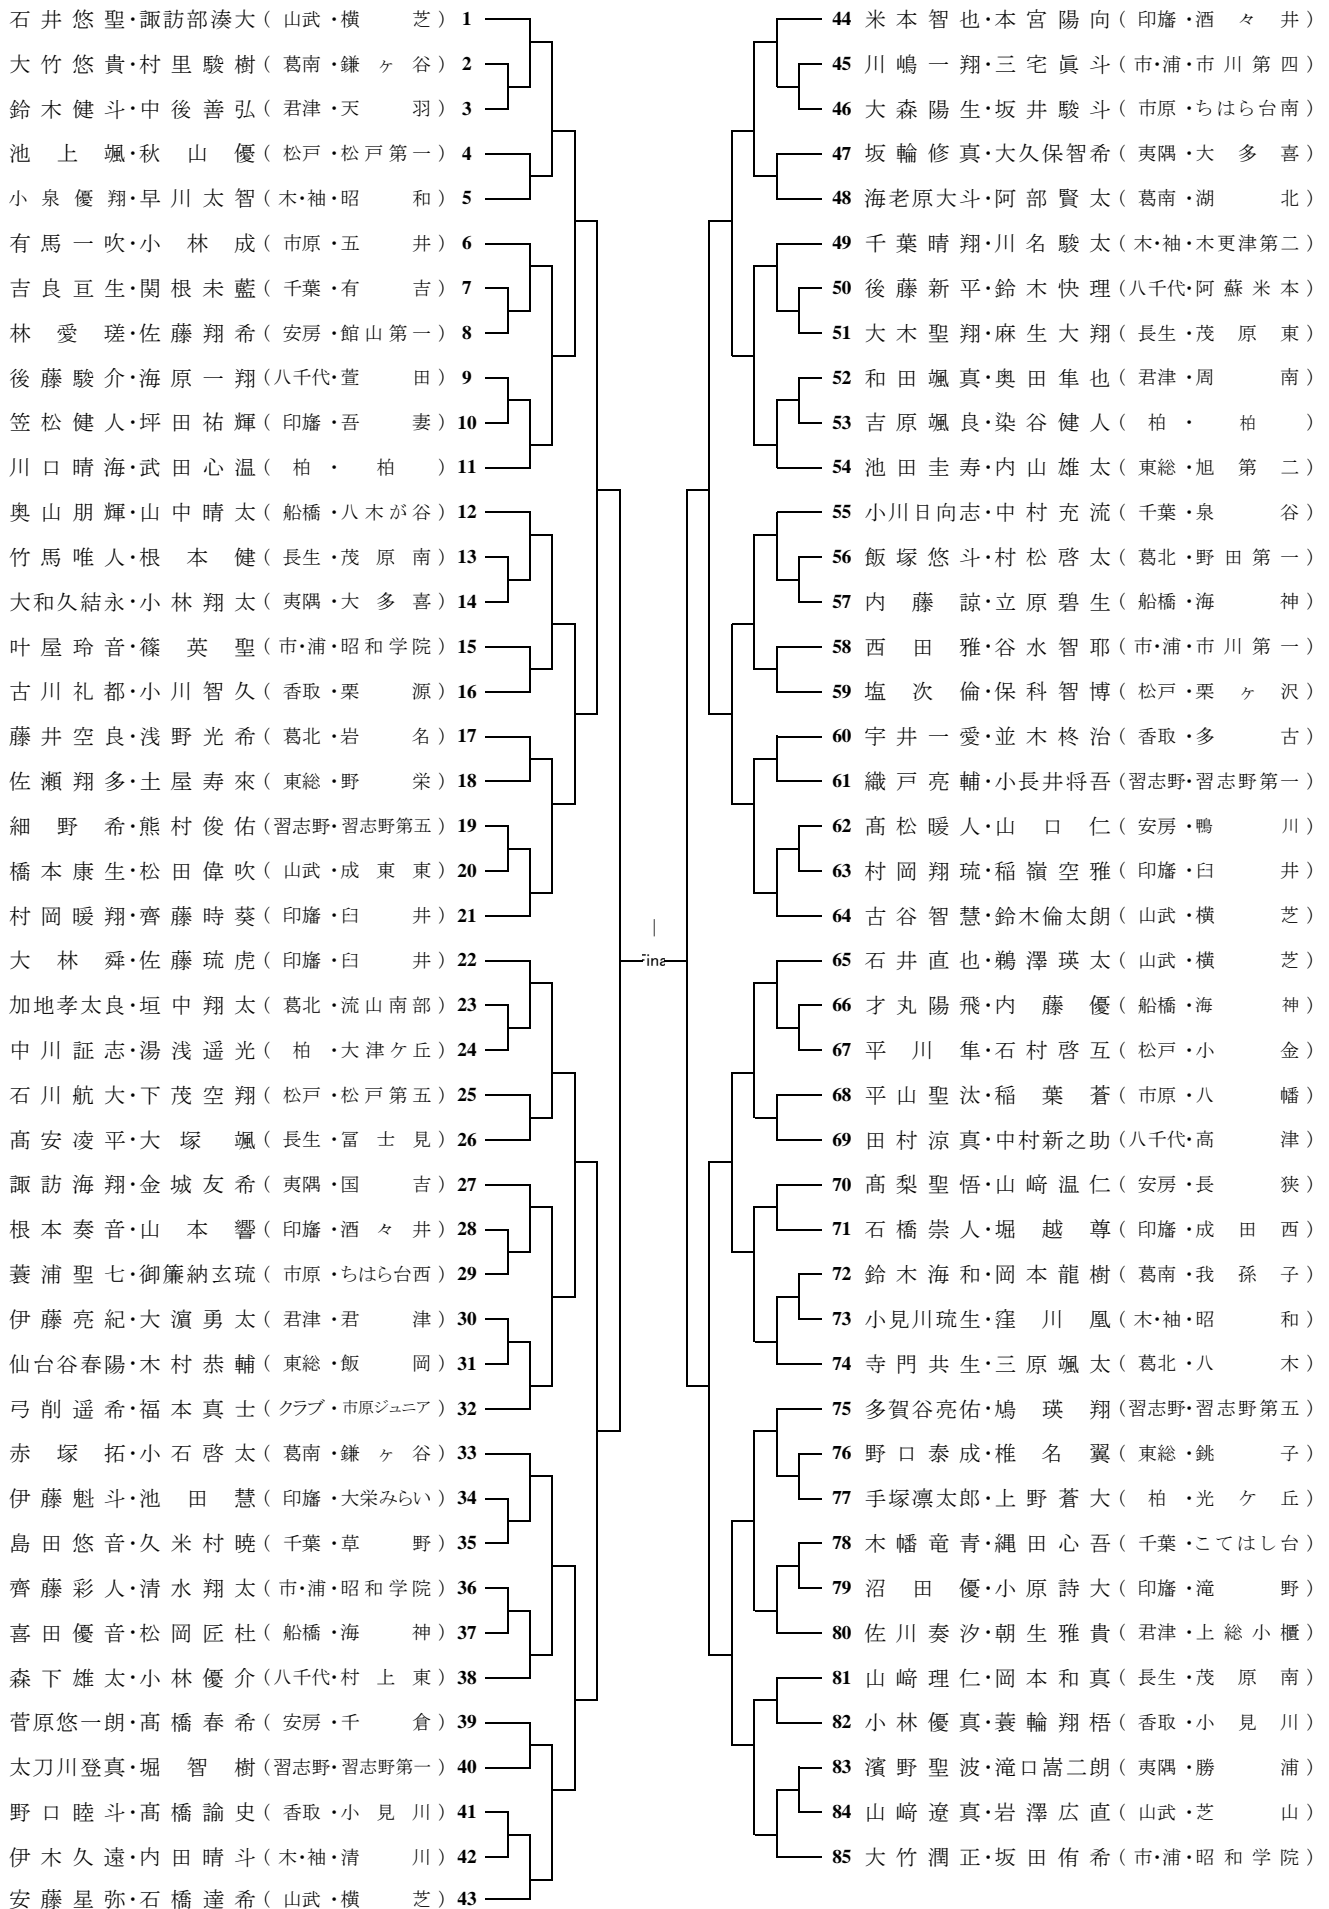 石井悠聖・諏訪部湊大(山武・横芝) 1
大竹悠貴・村里駿樹(葛南・鎌ヶ谷) 2
鈴木健斗・中後善弘(君津・天羽) 3
池上颯・秋山優(松戸・松戸第一) 4
小泉優翔・早川太智(木・袖・昭和) 5
有馬一吹・小林成(市原・五井) 6
吉良亘生・関根未藍(千葉・有吉) 7
林愛瑳・佐藤翔希(安房・館山第一) 8
後藤駿介・海原一翔(八千代・萱田) 9
笠松健人・坪田祐輝(印旛・吾妻) 10
川口晴海・武田心温(柏・柏) 11
奥山朋輝・山中晴太(船橋・八木が谷) 12
竹馬唯人・根本健(長生・茂原南) 13
大和久結永・小林翔太(夷隅・大多喜) 14
叶屋玲音・篠英聖(市・浦・昭和学院) 15
古川礼都・小川智久(香取・栗源) 16
藤井空良・浅野光希(葛北・岩名) 17
佐瀬翔多・土屋寿來(東総・野栄) 18
細野希・熊村俊佑(習志野・習志野第五) 19
橋本康生・松田偉吹(山武・成東東) 20
村岡暖翔・齊藤時葵(印旛・臼井) 21
大林舜・佐藤琉虎(印旛・臼井) 22
加地孝太良・垣中翔太(葛北・流山南部) 23
中川証志・湯浅遥光(柏・大津ケ丘) 24
石川航大・下茂空翔(松戸・松戸第五) 25
髙安凌平・大塚颯(長生・冨士見) 26
諏訪海翔・金城友希(夷隅・国吉) 27
根本奏音・山本響(印旛・酒々井) 28
蓑浦聖七・御簾納玄琉(市原・ちはら台西) 29
伊藤亮紀・大濵勇太(君津・君津) 30
仙台谷春陽・木村恭輔(東総・飯岡) 31
弓削遥希・福本真士(クラブ・市原ジュニア) 32
赤塚拓・小石啓太(葛南・鎌ヶ谷) 33
伊藤魁斗・池田慧(印旛・大栄みらい) 34
島田悠音・久米村暁(千葉・草野) 35
齊藤彩人・清水翔太(市・浦・昭和学院) 36
喜田優音・松岡匠杜(船橋・海神) 37
森下雄太・小林優介(八千代・村上東) 38
菅原悠一朗・髙橋春希(安房・千倉) 39
太刀川登真・堀智樹(習志野・習志野第一) 40
野口睦斗・髙橋諭史(香取・小見川) 41
伊木久遠・内田晴斗(木・袖・清川) 42
安藤星弥・石橋達希(山武・横芝) 43
44 米本智也・本宮陽向(印旛・酒々井)
45 川嶋一翔・三宅眞斗(市・浦・市川第四)
46 大森陽生・坂井駿斗(市原・ちはら台南)
47 坂輪修真・大久保智希(夷隅・大多喜)
48 海老原大斗・阿部賢太(葛南・湖北)
49 千葉晴翔・川名駿太(木・袖・木更津第二)
50 後藤新平・鈴木快理(八千代・阿蘇米本)
51 大木聖翔・麻生大翔(長生・茂原東)
52 和田颯真・奥田隼也(君津・周南)
53 吉原颯良・染谷健人(柏・柏)
54 池田圭寿・内山雄太(東総・旭第二)
55 小川日向志・中村充流(千葉・泉谷)
56 飯塚悠斗・村松啓太(葛北・野田第一)
57 内藤諒・立原碧生(船橋・海神)
58 西田雅・谷水智耶(市・浦・市川第一)
59 塩次倫・保科智博(松戸・栗ヶ沢)
60 宇井一愛・並木柊治(香取・多古)
61 織戸亮輔・小長井将吾(習志野・習志野第一)
62 髙松暖人・山口仁(安房・鴨川)
63 村岡翔琉・稲嶺空雅(印旛・臼井)
64 古谷智慧・鈴木倫太朗(山武・横芝)
Fina
65 石井直也・鵜澤瑛太(山武・横芝)
66 才丸陽飛・内藤優(船橋・海神)
67 平川隼・石村啓互(松戸・小金)
68 平山聖汰・稲葉蒼(市原・八幡)
69 田村涼真・中村新之助(八千代・高津)
70 髙梨聖悟・山﨑温仁(安房・長狭)
71 石橋崇人・堀越尊(印旛・成田西)
72 鈴木海和・岡本龍樹(葛南・我孫子)
73 小見川琉生・窪川凰(木・袖・昭和)
74 寺門共生・三原颯太(葛北・八木)
75 多賀谷亮佑・鳰瑛翔(習志野・習志野第五)
76 野口泰成・椎名翼(東総・銚子)
77 手塚凛太郎・上野蒼大(柏・光ケ丘)
78 木幡竜青・縄田心吾(千葉・こてはし台)
79 沼田優・小原詩大(印旛・滝野)
80 佐川奏汐・朝生雅貴(君津・上総小櫃)
81 山﨑理仁・岡本和真(長生・茂原南)
82 小林優真・蓑輪翔梧(香取・小見川)
83 濱野聖波・滝口嵩二朗(夷隅・勝浦)
84 山﨑遼真・岩澤広直(山武・芝山)
85 大竹潤正・坂田侑希(市・浦・昭和学院)